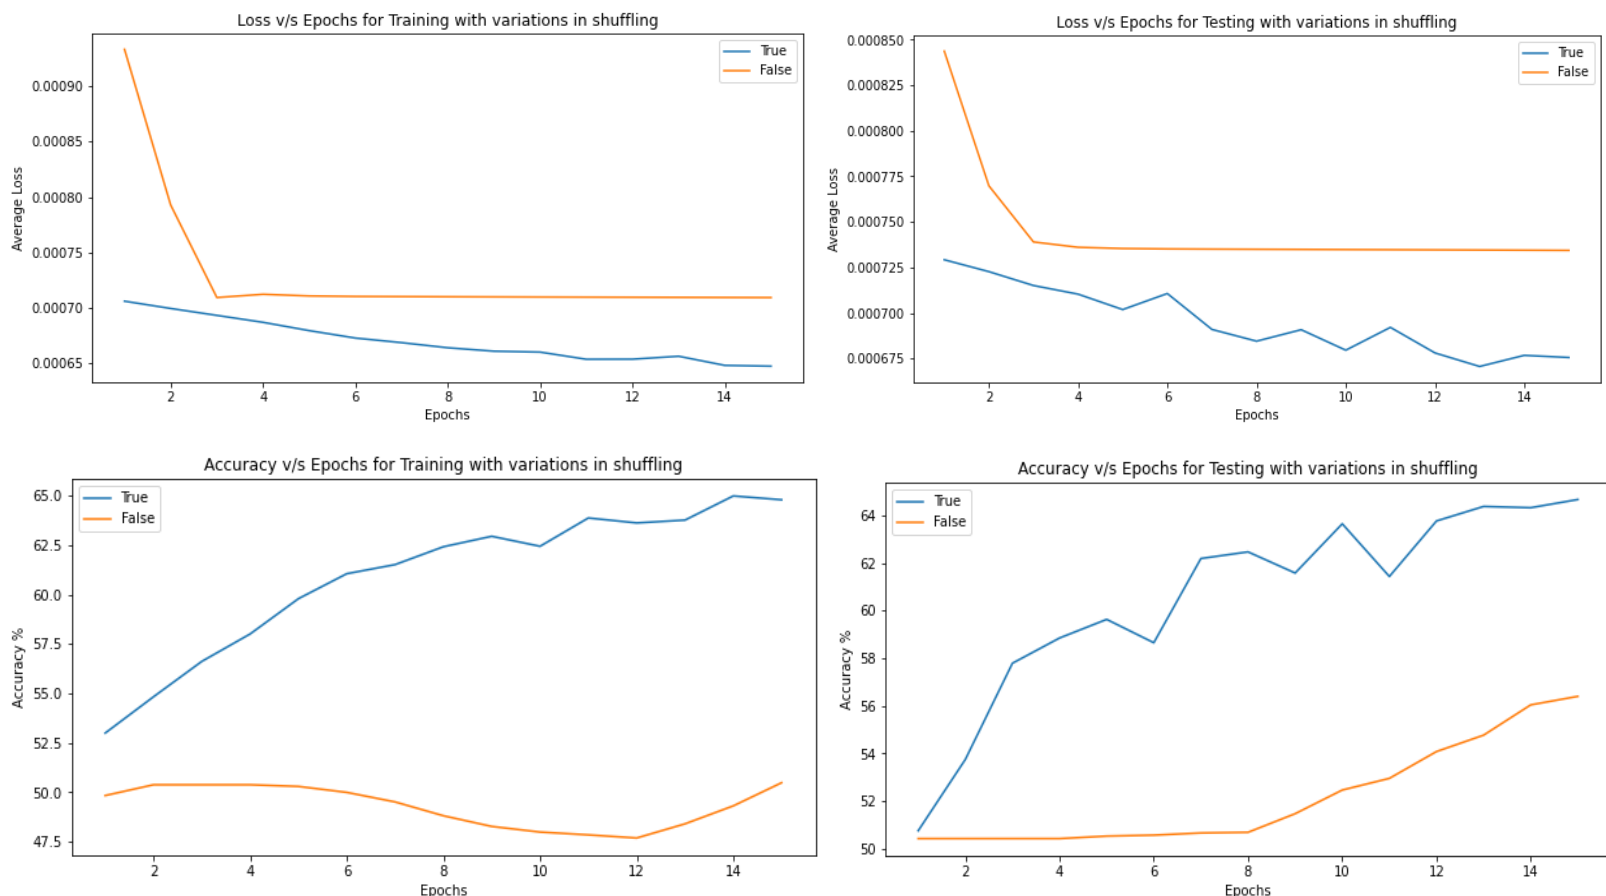 Loss v/s Epochs for Training with variations in shuffling
True
False
0.00090
0.00085
0.00080
0.00075
0.00070
0.00065
Average Loss
2 4 6 8 10 12 14
Epochs
Loss v/s Epochs for Testing with variations in shuffling
True
False
0.000850
0.000825
0.000800
0.000775
0.000750
0.000725
0.000700
0.000675
Average Loss
2 4 6 8 10 12 14
Epochs
Accuracy v/s Epochs for Training with variations in shuffling
True
False
65.0
62.5
60.0
57.5
55.0
52.5
50.0
47.5
Accuracy %
2 4 6 8 10 12 14
Epochs
Accuracy v/s Epochs for Testing with variations in shuffling
True
False
64
62
60
58
56
54
52
50
Accuracy %
2 4 6 8 10 12 14
Epochs